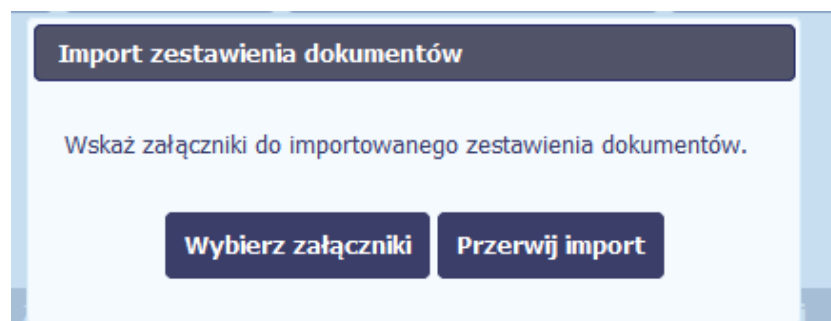 Import zestawienia dokumentów
Wskaż załączniki do importowanego zestawienia dokumentów.
Wybierz załączniki
Przerwij import